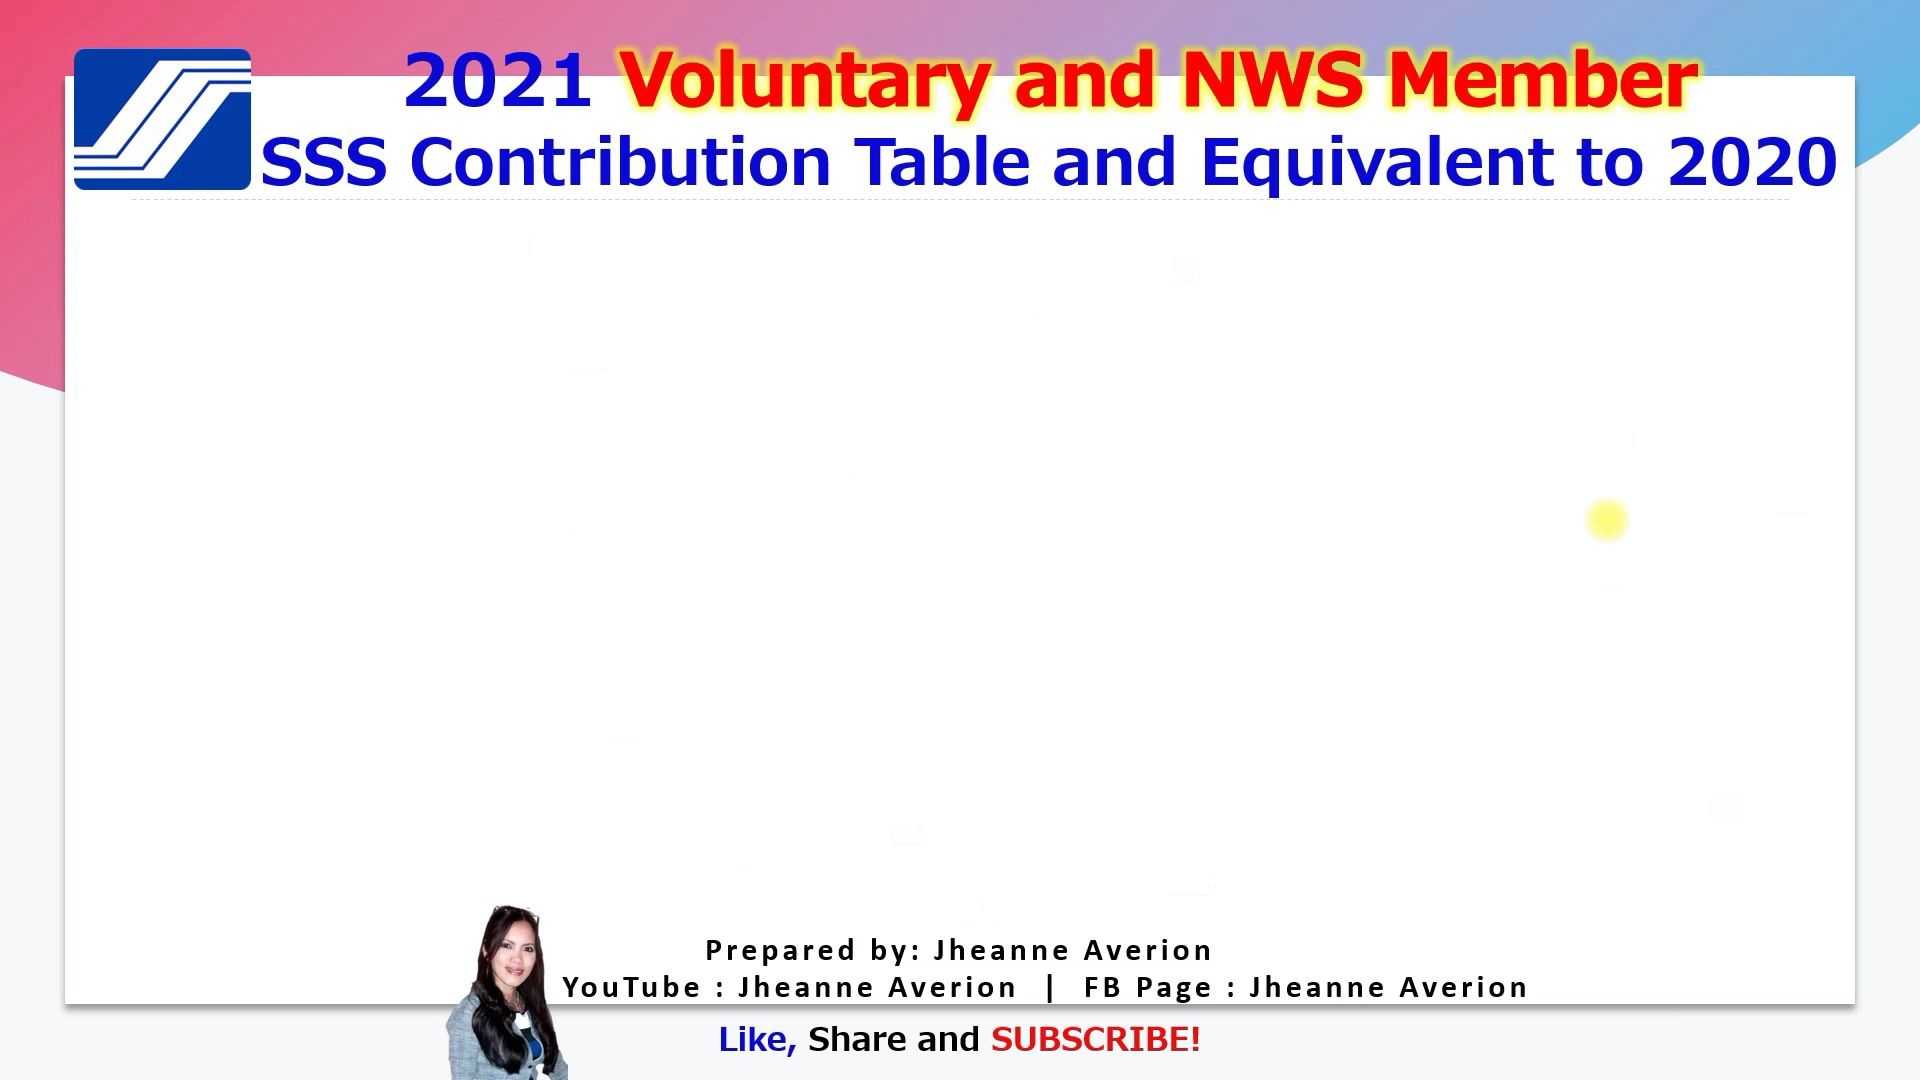 2021 Voluntary and NWS Member
SSS Contribution Table and Equivalent to 2020
Prepared by: Jheanne Averion
YouTube : Jheanne Averion | FB Page : Jheanne Averion
Like, Share and SUBSCRIBE!